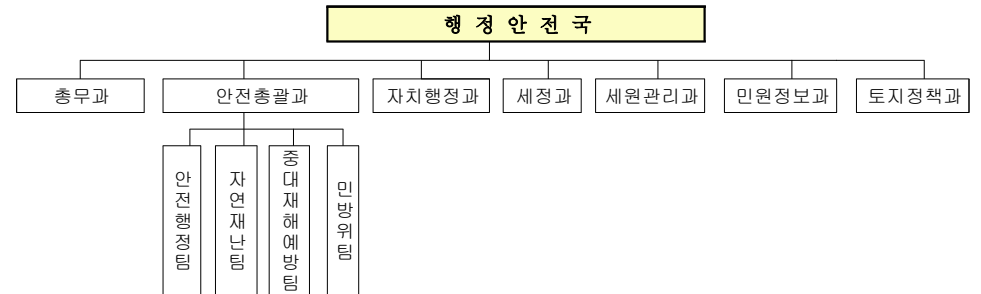 행 정 안 전 국
총무과
안전총괄과
자치행정과
세정과
세원관리과
민원정보과
토지정책과
안전행정팀
자연재난팀
중대재해예방팀
민방위팀